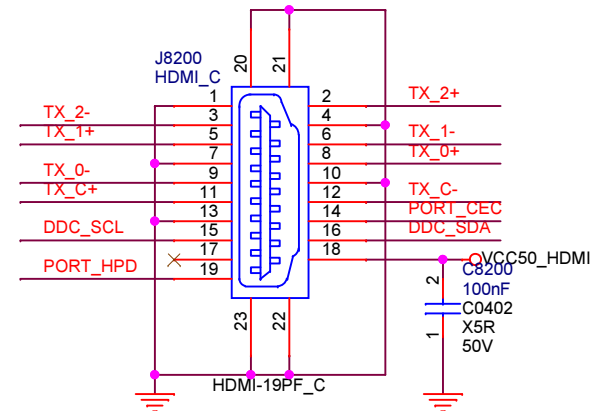 J8200
HDMI_C
20
21
1
2
TX_2+
TX_2-
3
4
TX_1+
5
6
TX_1-
7
8
TX_0+
TX_0-
9
10
TX_C+
11
12
TX_C-
13
14
PORT_CEC
DDC_SCL
15
16
DDC_SDA
17
18
VCC50_HDMI
PORT_HPD
19
C8200
2
100nF
C0402
X5R
1
50V
23
22
HDMI-19PF_C